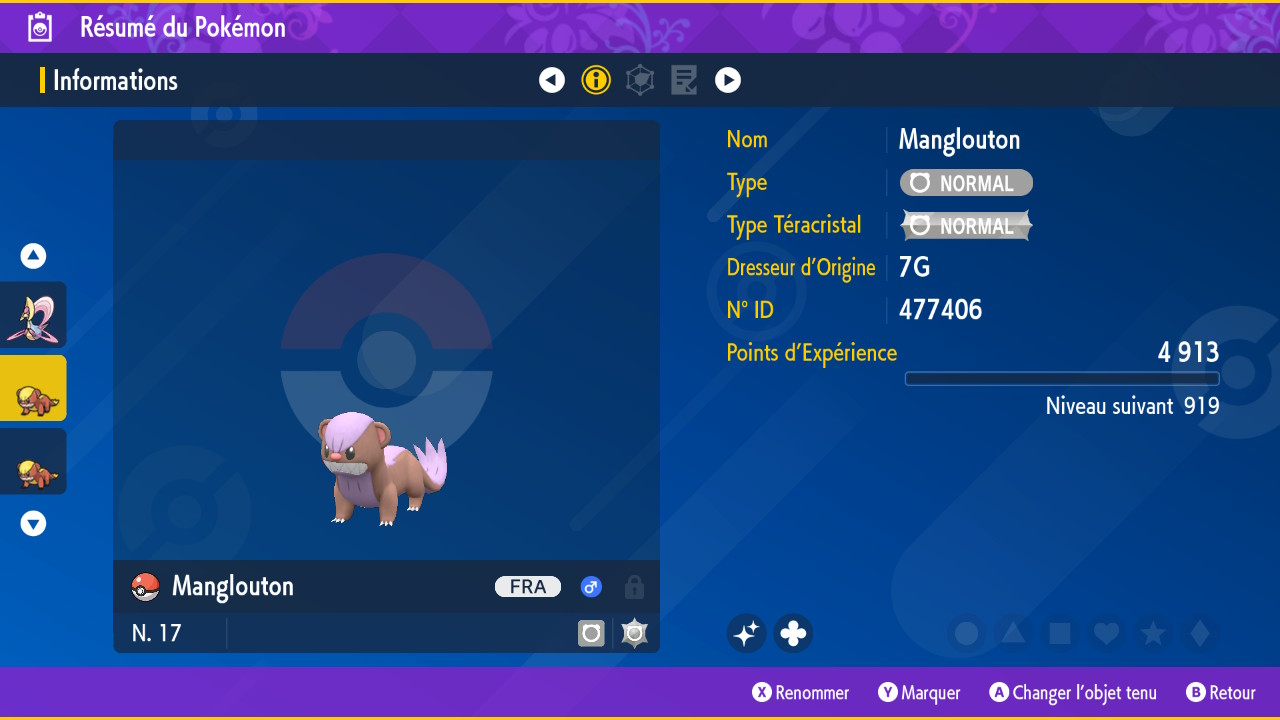 Résumé du Pokémon
Informations
Nom Manglouton
Type NORMAL
Type Téracristal NORMAL
Dresseur d'Origine 7G
N° ID 477406
Points d'Expérience 4 913
Niveau suivant 919
Manglouton FRA ♂
N. 17
X Renommer Y Marquer A Changer l'objet tenu B Retour